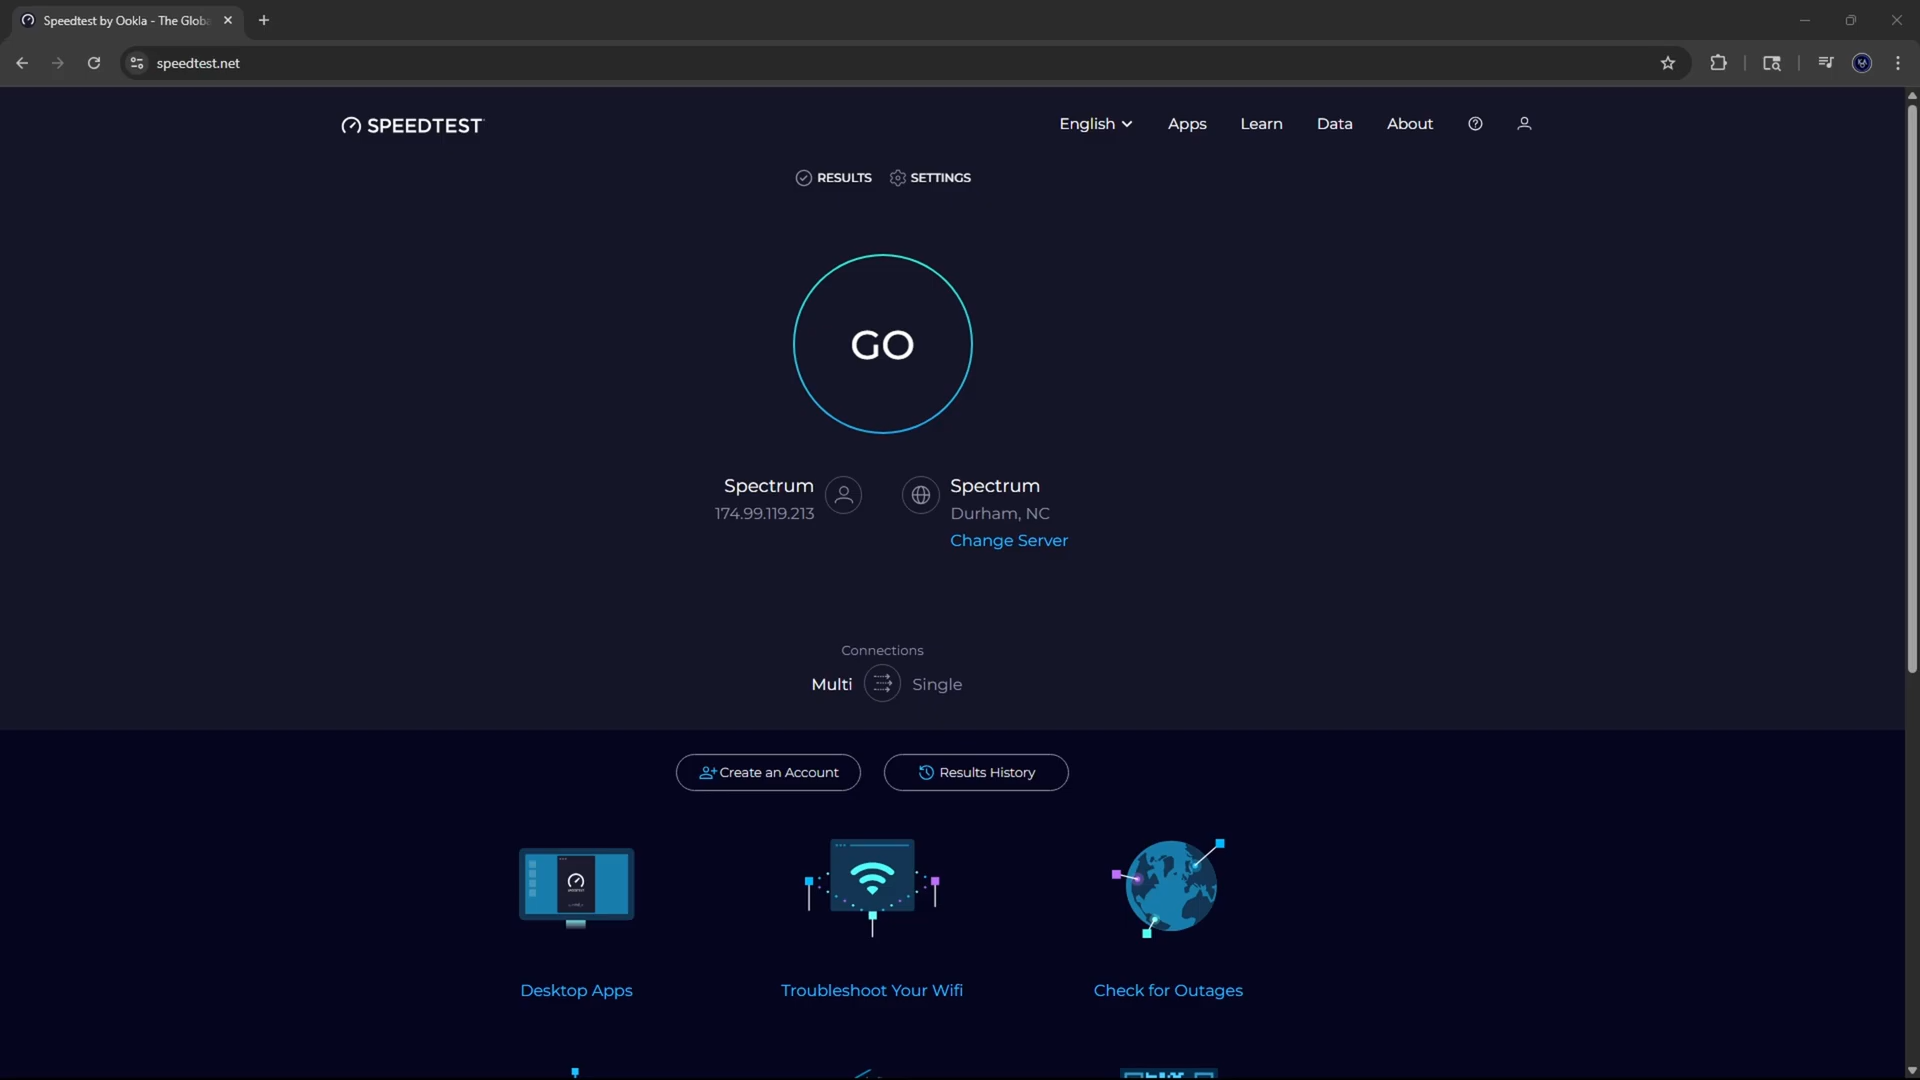 Speedtest by Ookla - The Globa
speedtest.net
SPEEDTEST
English
Apps
Learn
Data
About
RESULTS
SETTINGS
GO
Spectrum
174.99.119.213
Spectrum
Durham, NC
Change Server
Connections
Multi
Single
Create an Account
Results History
Desktop Apps
Troubleshoot Your Wifi
Check for Outages